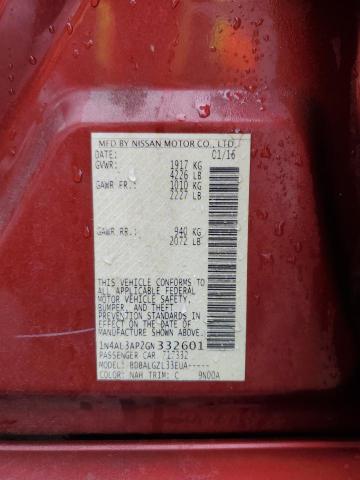 MFD BY NISSAN MOTOR CO., LTD.
DATE: 01/16
GVWR: 1917 KG
4226 LB
GAWR FR: 1010 KG
2227 LB
GAWR RR: 940 KG
2072 LB
THIS VEHICLE CONFORMS TO
ALL APPLICABLE FEDERAL
MOTOR VEHICLE SAFETY,
BUMPER, AND THEFT
PREVENTION STANDARDS IN
EFFECT ON THE DATE OF
MANUFACTURE SHOWN ABOVE.
1N4AL3AP2GN332601
PASSENGER CAR 717332
MODEL: BDBALGZL33EUA-----
COLOR: NAH TRIM: C 9N00A